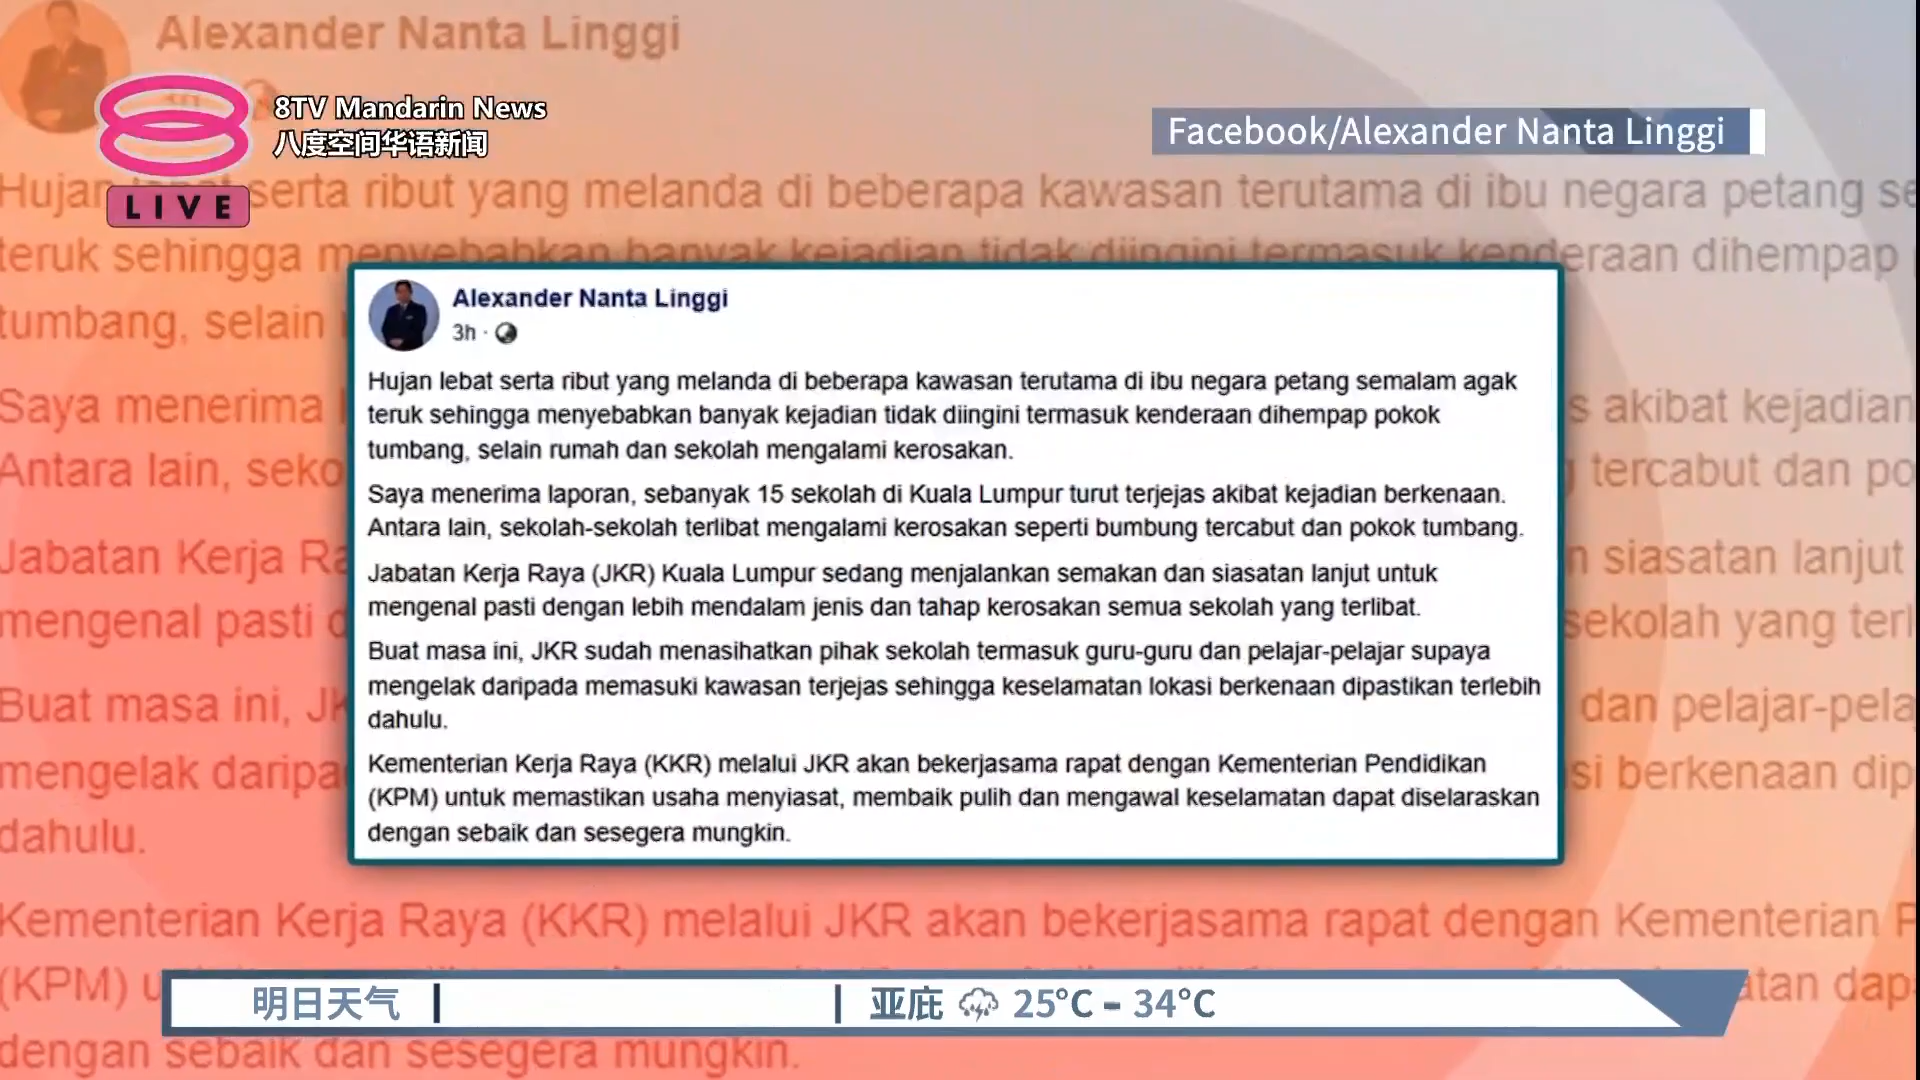 Alexander Nanta Linggi
8TV Mandarin News
八度空间华语新闻
LIVE
Facebook/Alexander Nanta Linggi
Alexander Nanta Linggi
3h ·
Hujan lebat serta ribut yang melanda di beberapa kawasan terutama di ibu negara petang semalam agak
teruk sehingga menyebabkan banyak kejadian tidak diingini termasuk kenderaan dihempap pokok
tumbang, selain rumah dan sekolah mengalami kerosakan.
Saya menerima laporan, sebanyak 15 sekolah di Kuala Lumpur turut terjejas akibat kejadian berkenaan.
Antara lain, sekolah-sekolah terlibat mengalami kerosakan seperti bumbung tercabut dan pokok tumbang.
Jabatan Kerja Raya (JKR) Kuala Lumpur sedang menjalankan semakan dan siasatan lanjut untuk
mengenal pasti dengan lebih mendalam jenis dan tahap kerosakan semua sekolah yang terlibat.
Buat masa ini, JKR sudah menasihatkan pihak sekolah termasuk guru-guru dan pelajar-pelajar supaya
mengelak daripada memasuki kawasan terjejas sehingga keselamatan lokasi berkenaan dipastikan terlebih
dahulu.
Kementerian Kerja Raya (KKR) melalui JKR akan bekerjasama rapat dengan Kementerian Pendidikan
(KPM) untuk memastikan usaha menyiasat, membaik pulih dan mengawal keselamatan dapat diselaraskan
dengan sebaik dan sesegera mungkin.
明日天气
亚庇 25°C - 34°C